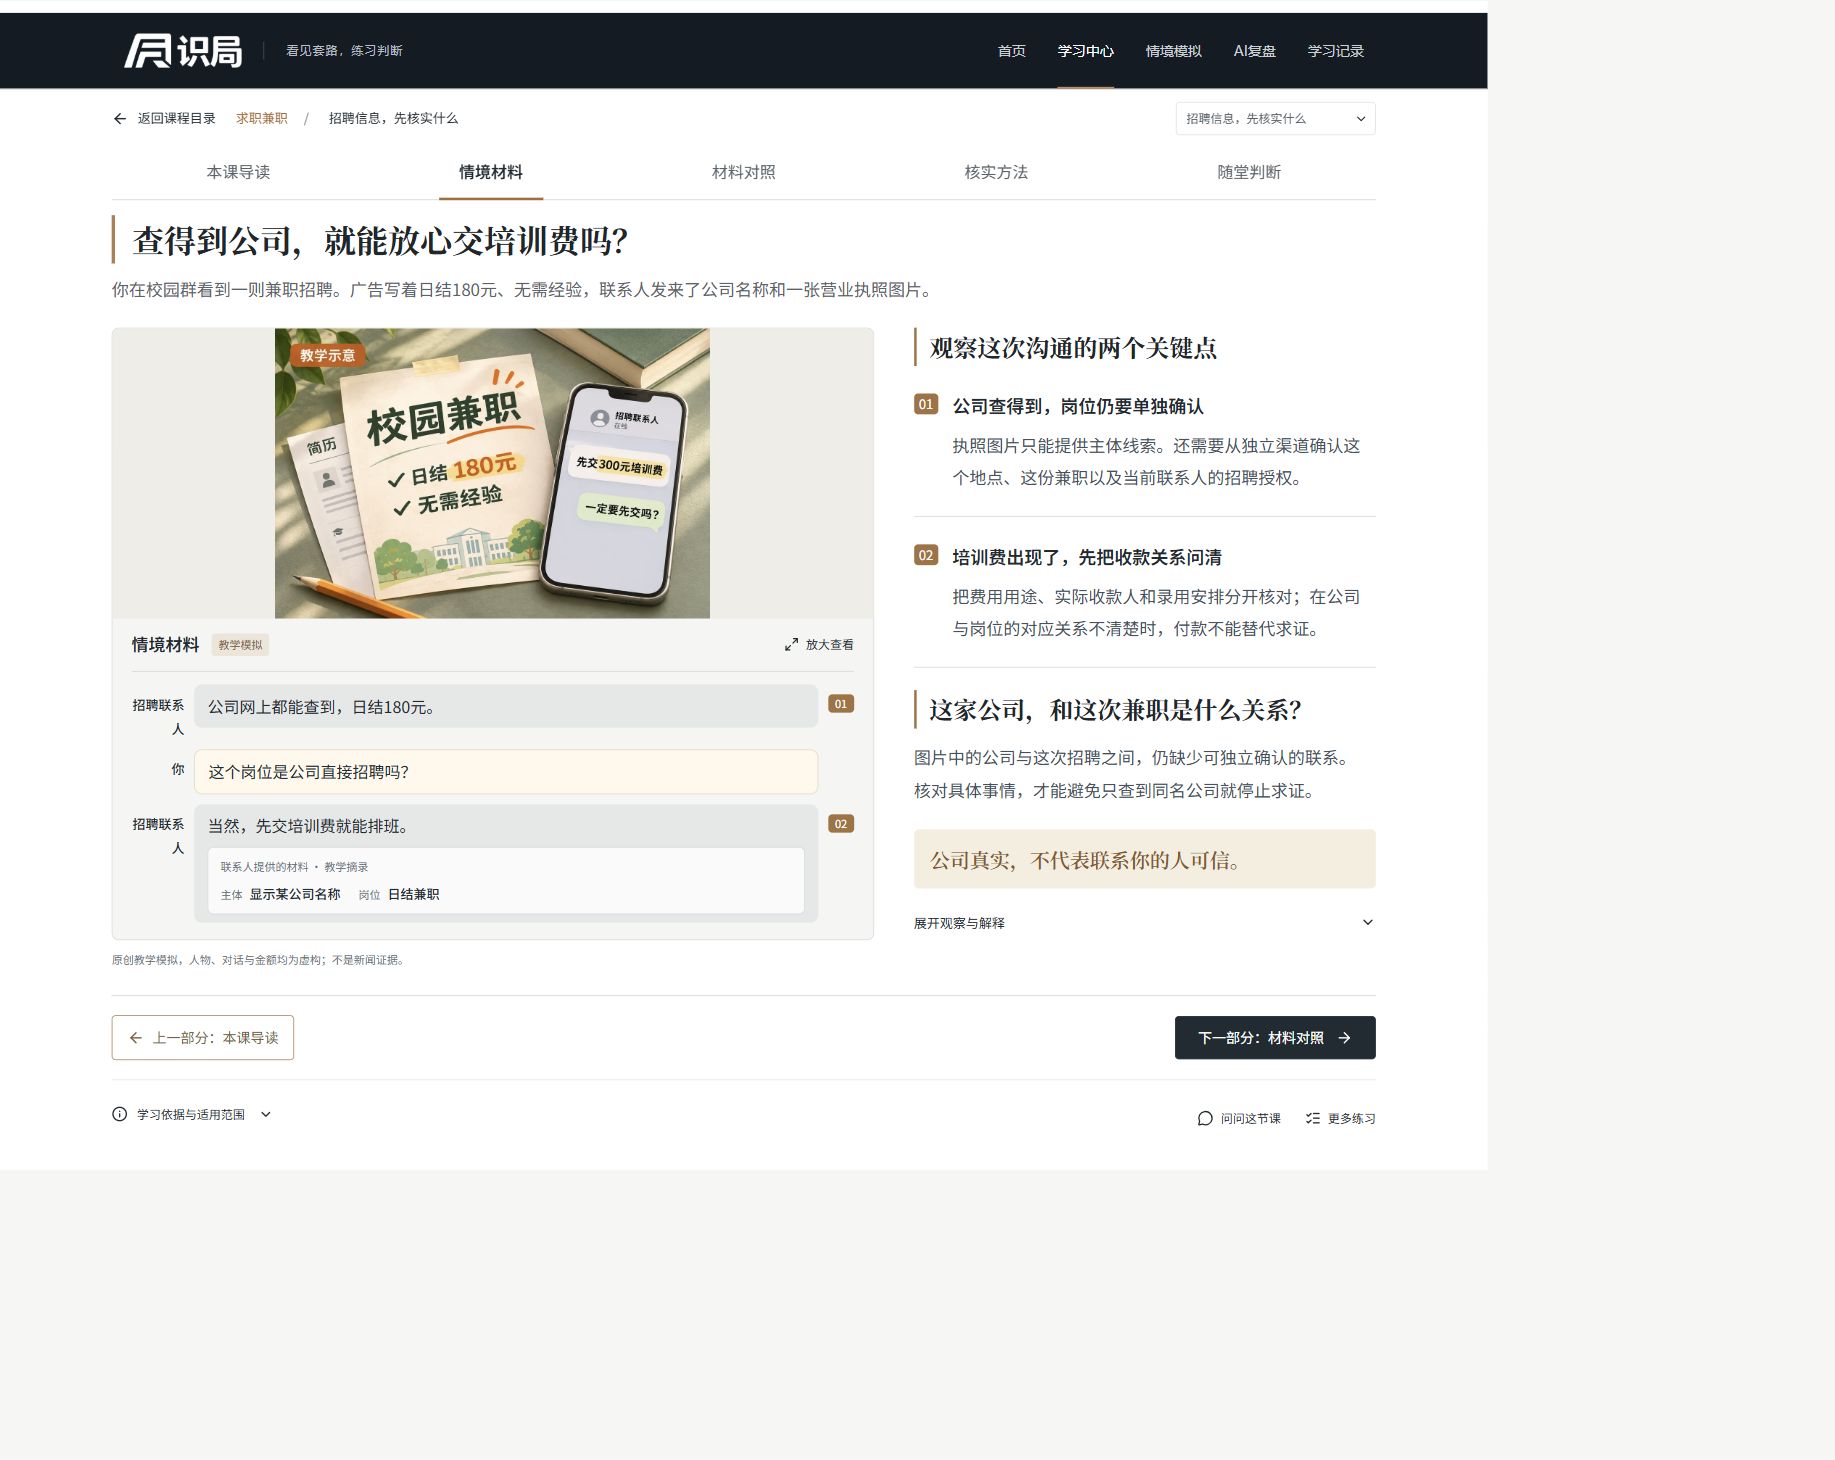 同识局
看见套路，练习判断
首页
学习中心
情境模拟
AI复盘
学习记录
返回课程目录
求职兼职 / 招聘信息，先核实什么
招聘信息，先核实什么
本课导读
情境材料
材料对照
核实方法
随堂判断
查得到公司，就能放心交培训费吗？
你在校园群看到一则兼职招聘。广告写着日结180元、无需经验，联系人发来了公司名称和一张营业执照图片。
教学示意
简历
校园兼职
日结180元
无需经验
招聘联系人
在线
先交300元培训费
一定要先交吗？
情境材料
教学模拟
放大查看
招聘联系
人
公司网上都能查到，日结180元。
01
你
这个岗位是公司直接招聘吗？
招聘联系
人
当然，先交培训费就能排班。
02
联系人提供的材料 · 教学摘录
主体 显示某公司名称 岗位 日结兼职
原创教学模拟，人物、对话与金额均为虚构；不是新闻证据。
观察这次沟通的两个关键点
01
公司查得到，岗位仍要单独确认
执照图片只能提供主体线索。还需要从独立渠道确认这
个地点、这份兼职以及当前联系人的招聘授权。
02
培训费出现了，先把收款关系问清
把费用用途、实际收款人和录用安排分开核对；在公司
与岗位的对应关系不清楚时，付款不能替代求证。
这家公司，和这次兼职是什么关系？
图片中的公司与这次招聘之间，仍缺少可独立确认的联系。
核对具体事情，才能避免只查到同名公司就停止求证。
公司真实，不代表联系你的人可信。
展开观察与解释
上一部分：本课导读
下一部分：材料对照
学习依据与适用范围
问问这节课
更多练习